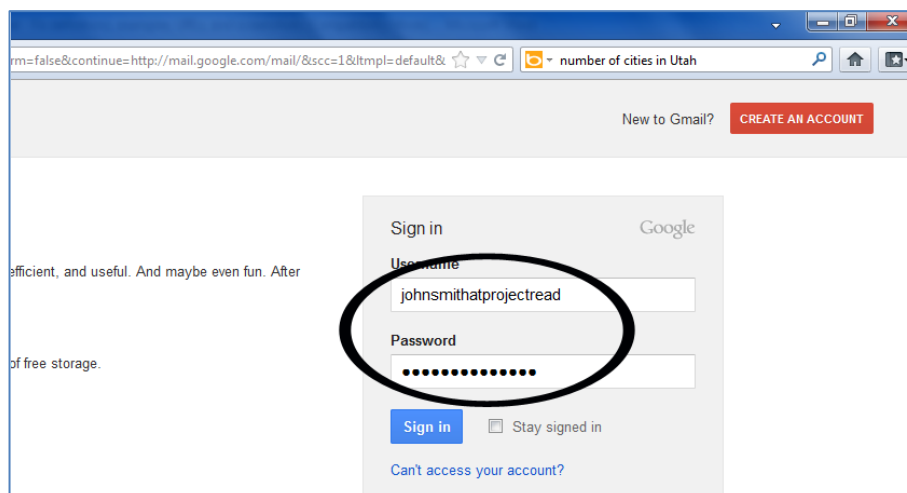 rm=false&continue=http://mail.google.com/mail/&scc=1&ltmpl=default& number of cities in Utah
New to Gmail? CREATE AN ACCOUNT
Sign in Google
Username
efficient, and useful. And maybe even fun. After
johnsmithatprojectread
Password
of free storage.
Sign in Stay signed in
Can't access your account?